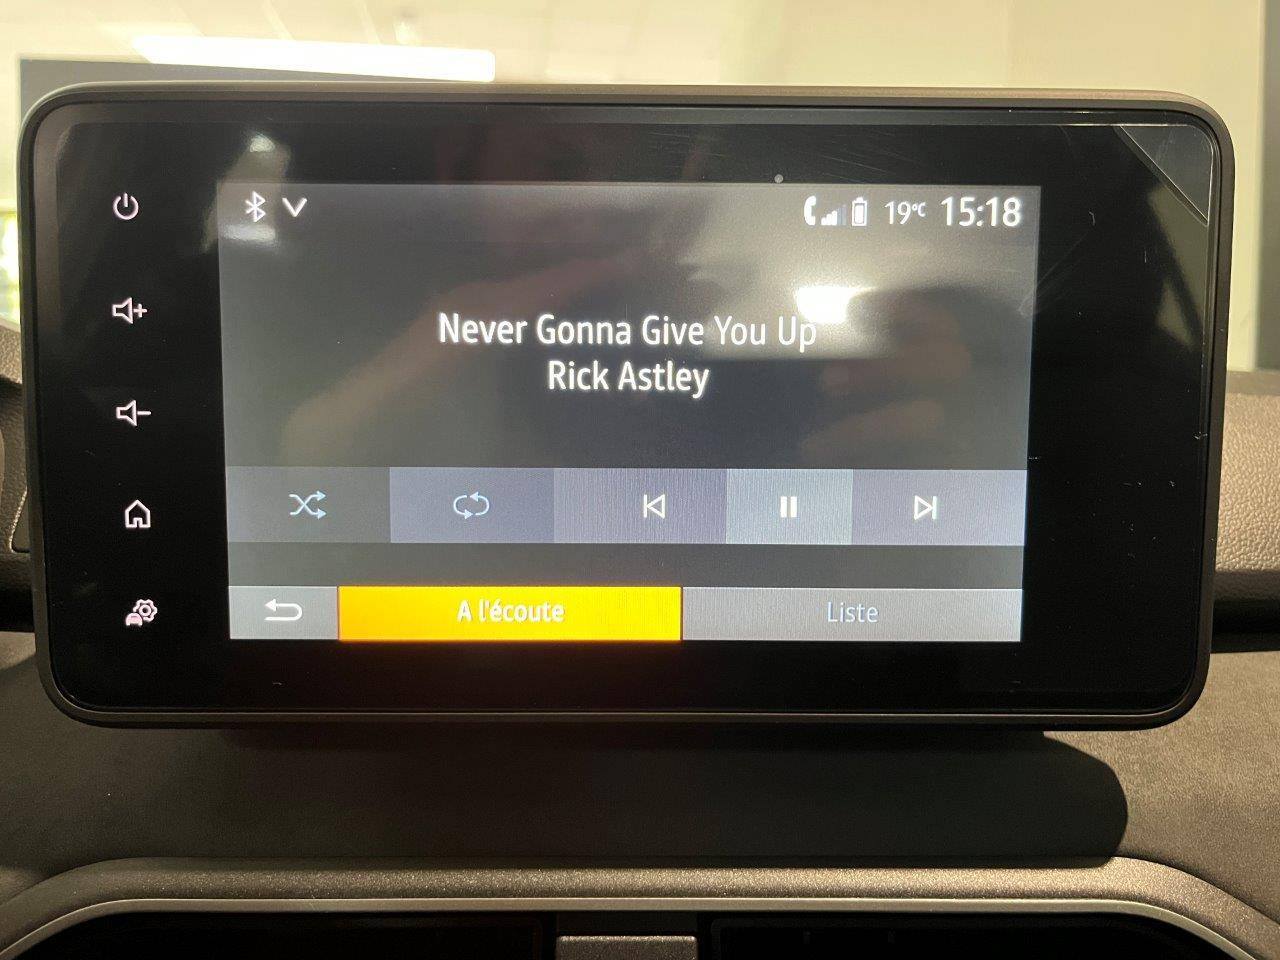 19°C 15:18
Never Gonna Give You Up
Rick Astley
A l'écoute
Liste